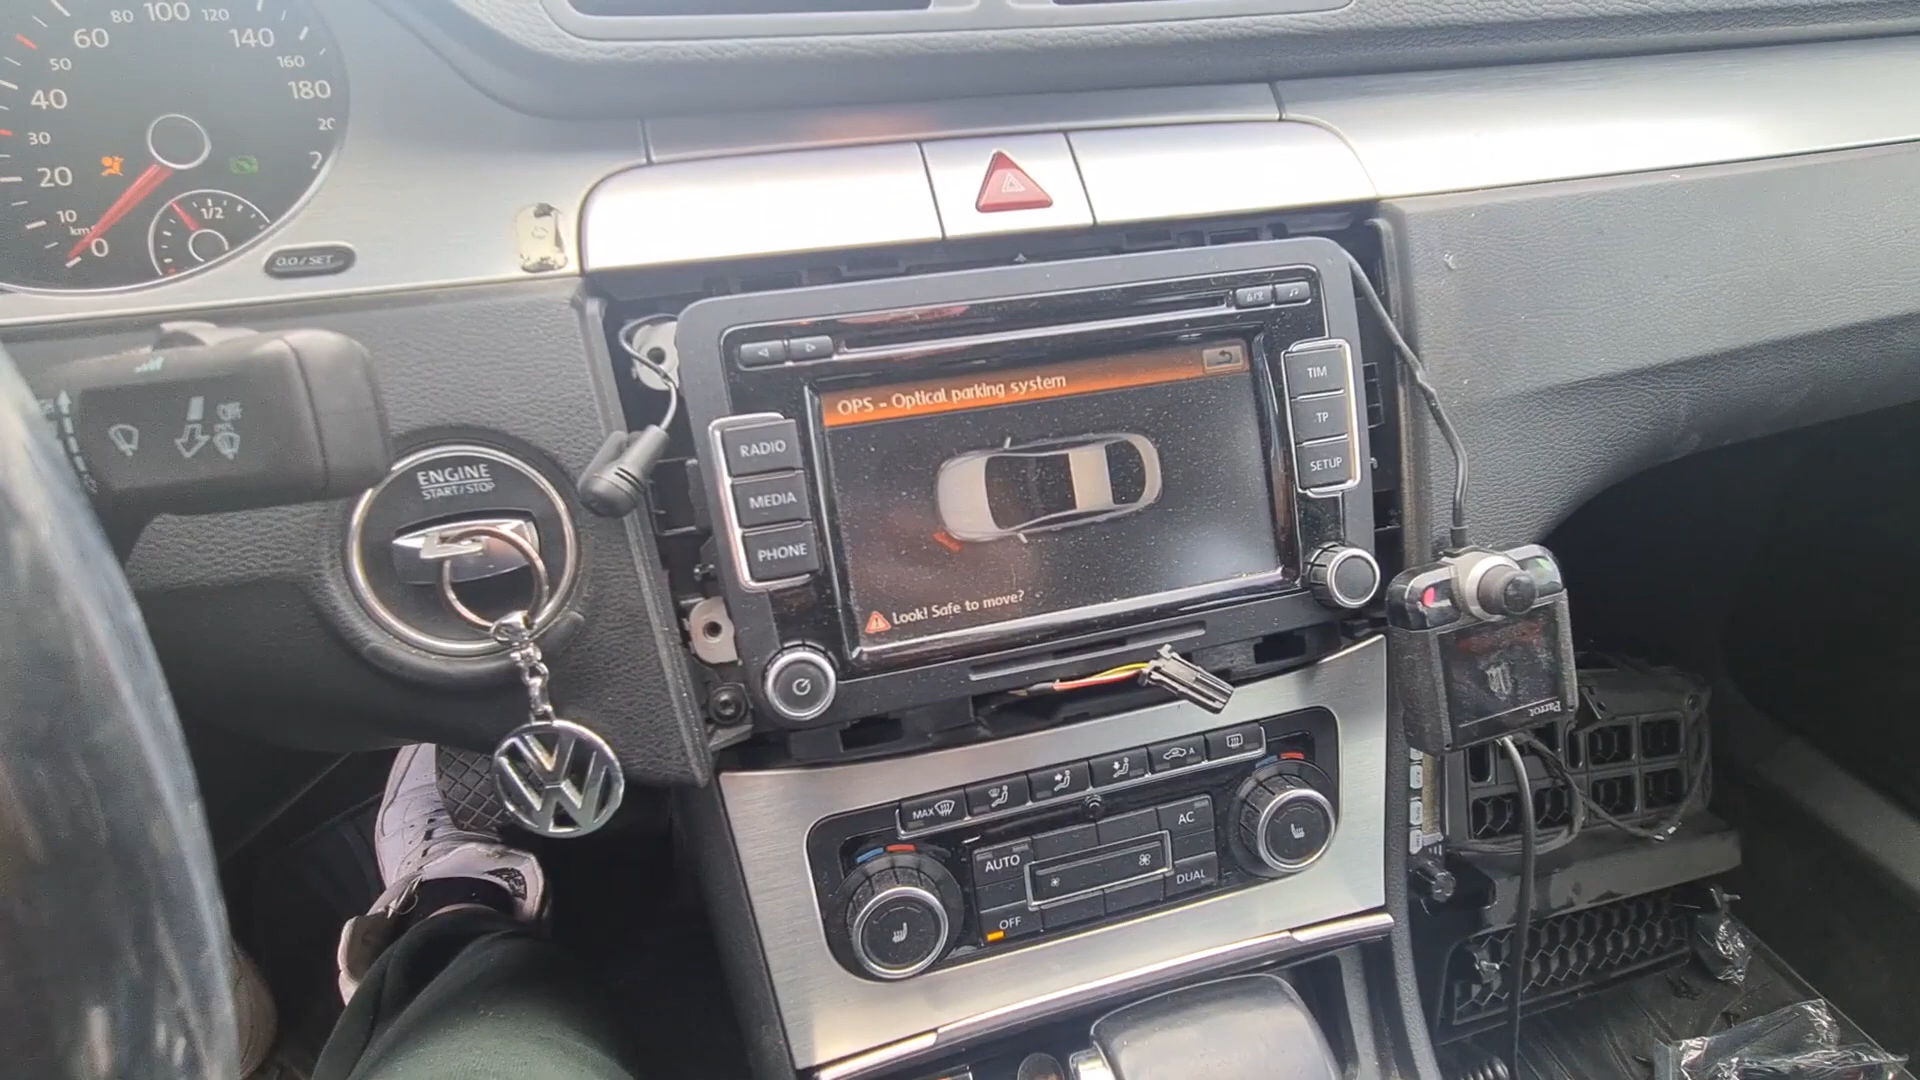 80 100 120
60
140
50
160
40
180
30
20
1/2
10
km
0
0.0 / SET
ENGINE
START/STOP
RADIO
MEDIA
PHONE
OPS - Optical parking system
Look! Safe to move?
TIM
TP
SETUP
Parrot
MAX
A
AUTO
AC
DUAL
OFF